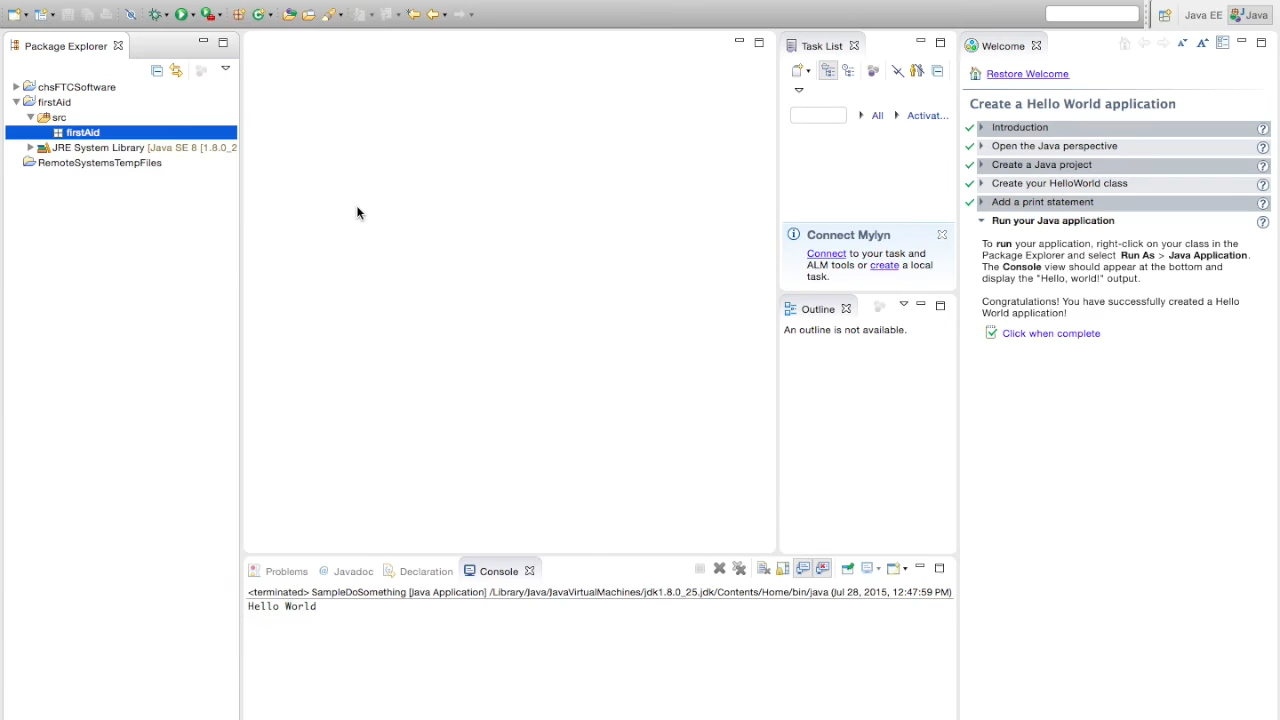 Java EE
Java
Package Explorer
chsFTCSoftware
firstAid
src
firstAid
JRE System Library [Java SE 8 [1.8.0_2
RemoteSystemsTempFiles
Task List
All
Activat...
Connect Mylyn
Connect to your task and
ALM tools or create a local
task.
Outline
An outline is not available.
Welcome
Restore Welcome
Create a Hello World application
Introduction
Open the Java perspective
Create a Java project
Create your HelloWorld class
Add a print statement
Run your Java application
To run your application, right-click on your class in the
Package Explorer and select Run As > Java Application.
The Console view should appear at the bottom and
display the "Hello, world!" output.
Congratulations! You have successfully created a Hello
World application!
Click when complete
Problems
Javadoc
Declaration
Console
<terminated> SampleDoSomething [Java Application] /Library/Java/JavaVirtualMachines/jdk1.8.0_25.jdk/Contents/Home/bin/java (Jul 28, 2015, 12:47:59 PM)
Hello World